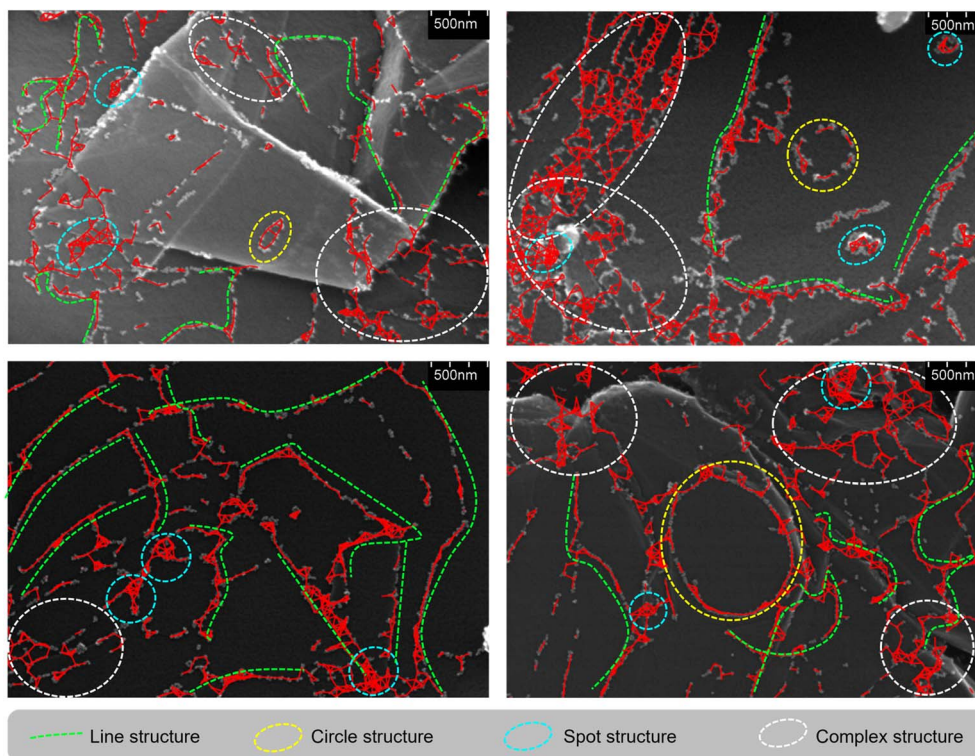 500nm
500nm
500nm
500nm
Line structure
Circle structure
Spot structure
Complex structure